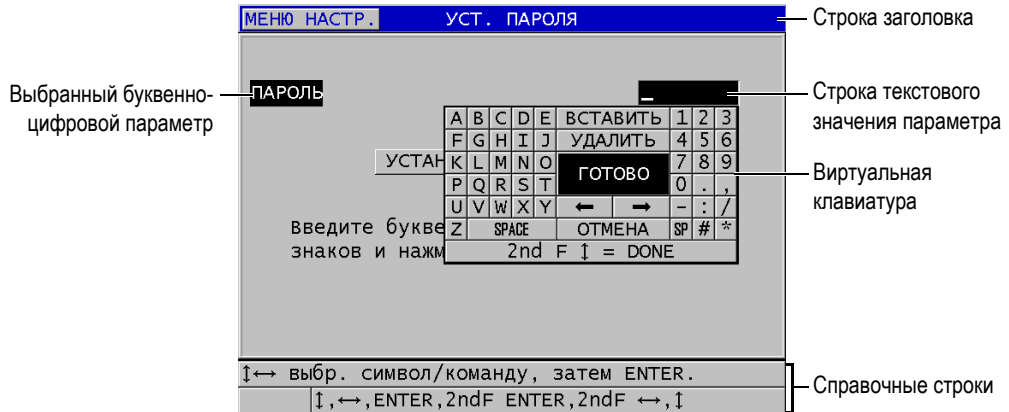 МЕНЮ НАСТР. УСТ. ПАРОЛЯ
Строка заголовка
Выбранный буквенно-
цифровой параметр
ПАРОЛЬ _
Строка текстового
значения параметра
A B C D E ВСТАВИТЬ 1 2 3
F G H I J УДАЛИТЬ 4 5 6
УСТАН
K L M N O ГОТОВО 7 8 9
P Q R S T 0 . ,
U V W X Y ← → - : /
Z SPACE ОТМЕНА SP # *
2nd F ↕ = DONE
Виртуальная
клавиатура
Введите букве
знаков и нажм
↕↔ выбр. символ/команду, затем ENTER.
↕,↔,ENTER,2ndF ENTER,2ndF ↔,↕
Справочные строки